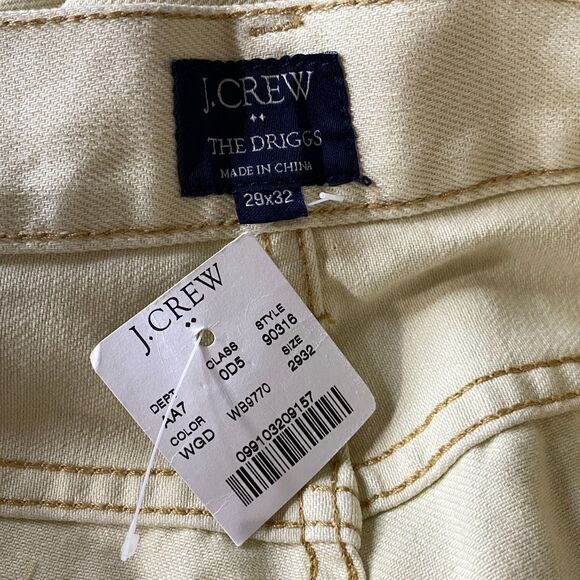 J.CREW
THE DRIGGS
MADE IN CHINA
29x32
J.CREW
DEPT CLASS STYLE
AA7 0D5 90316
COLOR SIZE
WGD WB9770 2932
099103209157